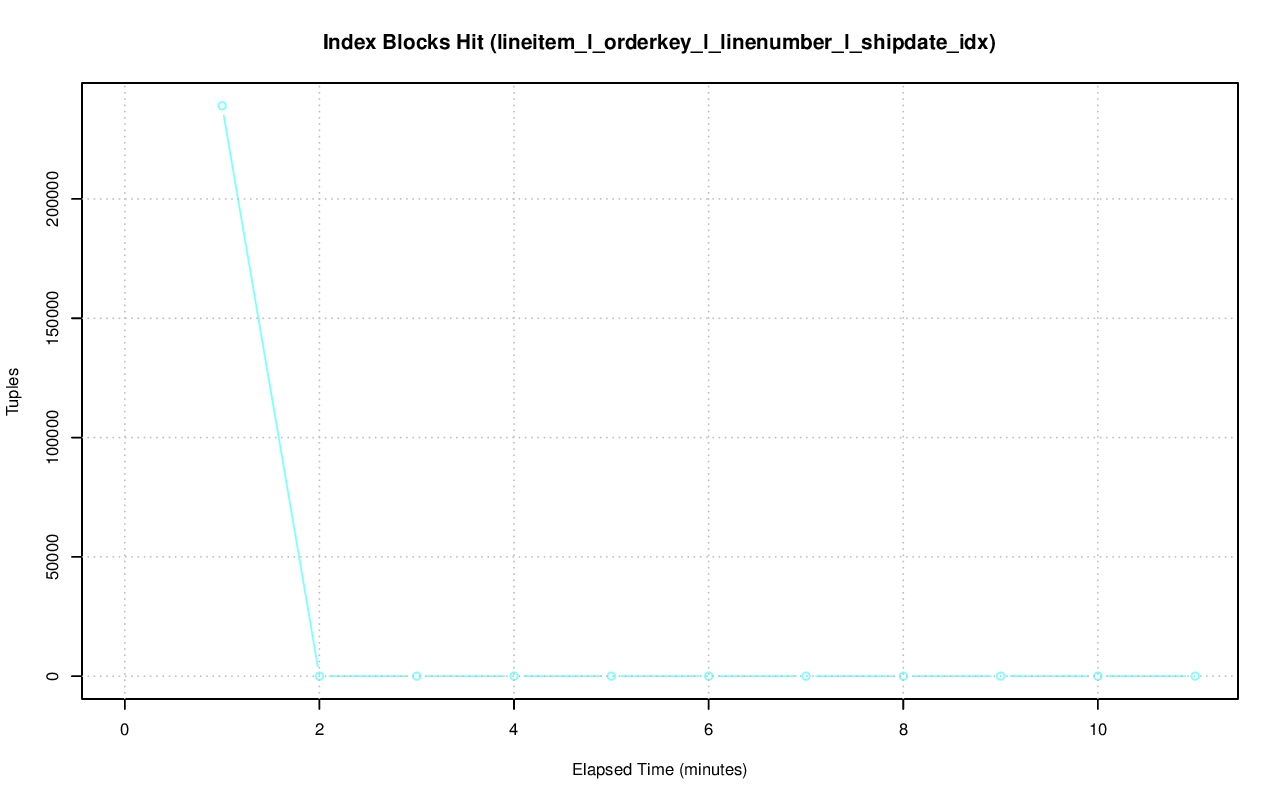 Index Blocks Hit (lineitem_l_orderkey_l_linenumber_l_shipdate_idx)
Tuples
200000
150000
100000
50000
0
0 2 4 6 8 10
Elapsed Time (minutes)